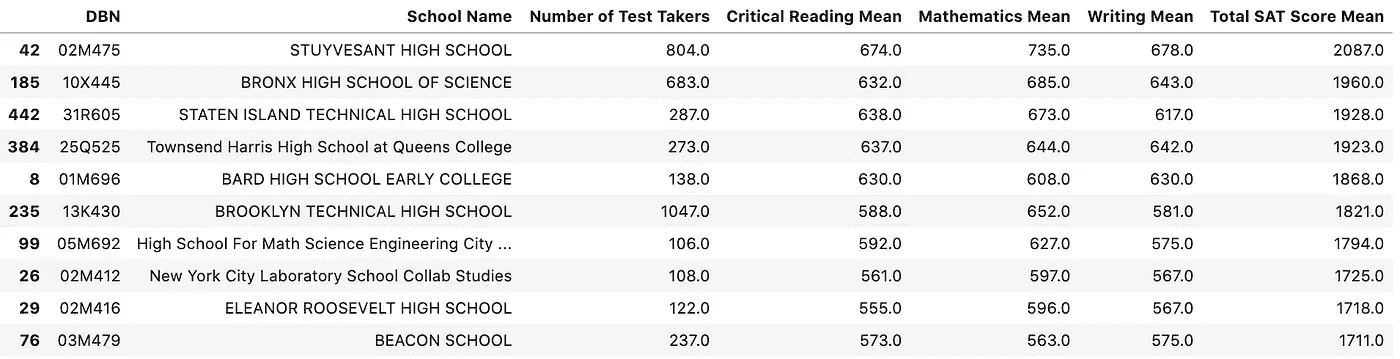 DBN School Name Number of Test Takers Critical Reading Mean Mathematics Mean Writing Mean Total SAT Score Mean
42 02M475 STUYVESANT HIGH SCHOOL 804.0 674.0 735.0 678.0 2087.0
185 10X445 BRONX HIGH SCHOOL OF SCIENCE 683.0 632.0 685.0 643.0 1960.0
442 31R605 STATEN ISLAND TECHNICAL HIGH SCHOOL 287.0 638.0 673.0 617.0 1928.0
384 25Q525 Townsend Harris High School at Queens College 273.0 637.0 644.0 642.0 1923.0
8 01M696 BARD HIGH SCHOOL EARLY COLLEGE 138.0 630.0 608.0 630.0 1868.0
235 13K430 BROOKLYN TECHNICAL HIGH SCHOOL 1047.0 588.0 652.0 581.0 1821.0
99 05M692 High School For Math Science Engineering City ... 106.0 592.0 627.0 575.0 1794.0
26 02M412 New York City Laboratory School Collab Studies 108.0 561.0 597.0 567.0 1725.0
29 02M416 ELEANOR ROOSEVELT HIGH SCHOOL 122.0 555.0 596.0 567.0 1718.0
76 03M479 BEACON SCHOOL 237.0 573.0 563.0 575.0 1711.0